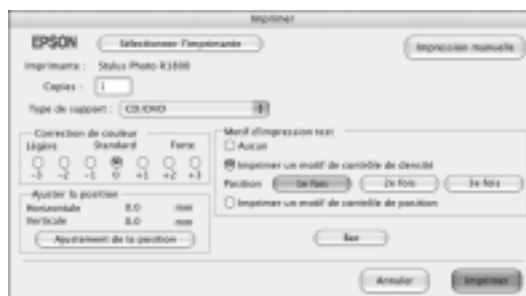 Imprimer
EPSON
Sélectionner l'imprimante
Impression manuelle
Imprimante : Stylus Photo R1800
Copies : 1
Type de support : CD/DVD
Correction de couleur
Légère Standard Forte
-3 -2 -1 0 +1 +2 +3
Ajuster la position
Horizontale 0.0 mm
Verticale 0.0 mm
Ajustement de la position
Motif d'impression test
Aucun
Imprimer un motif de contrôle de densité
Position 1e fois 2e fois 3e fois
Imprimer un motif de contrôle de position
Annuler
Imprimer